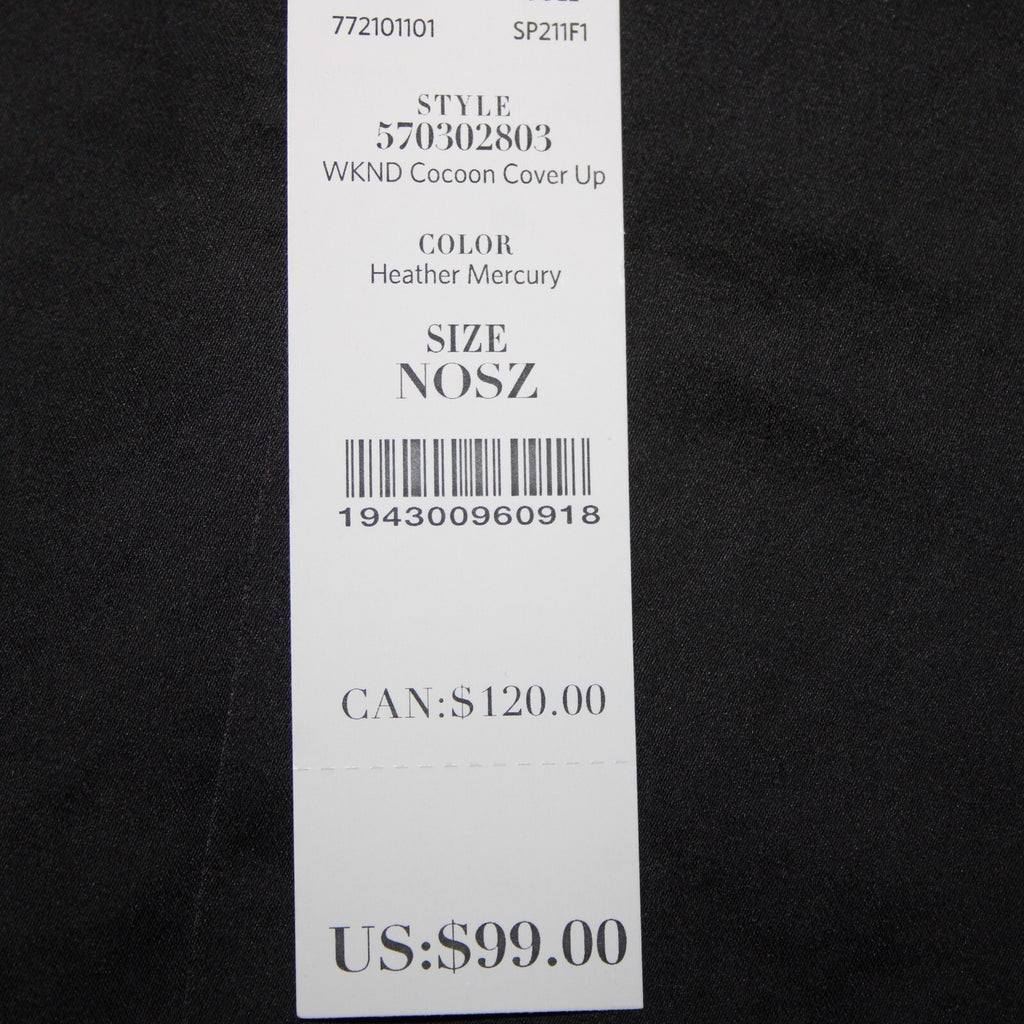 772101101 SP211F1
STYLE
570302803
WKND Cocoon Cover Up
COLOR
Heather Mercury
SIZE
NOSZ
194300960918
CAN:$120.00
US:$99.00